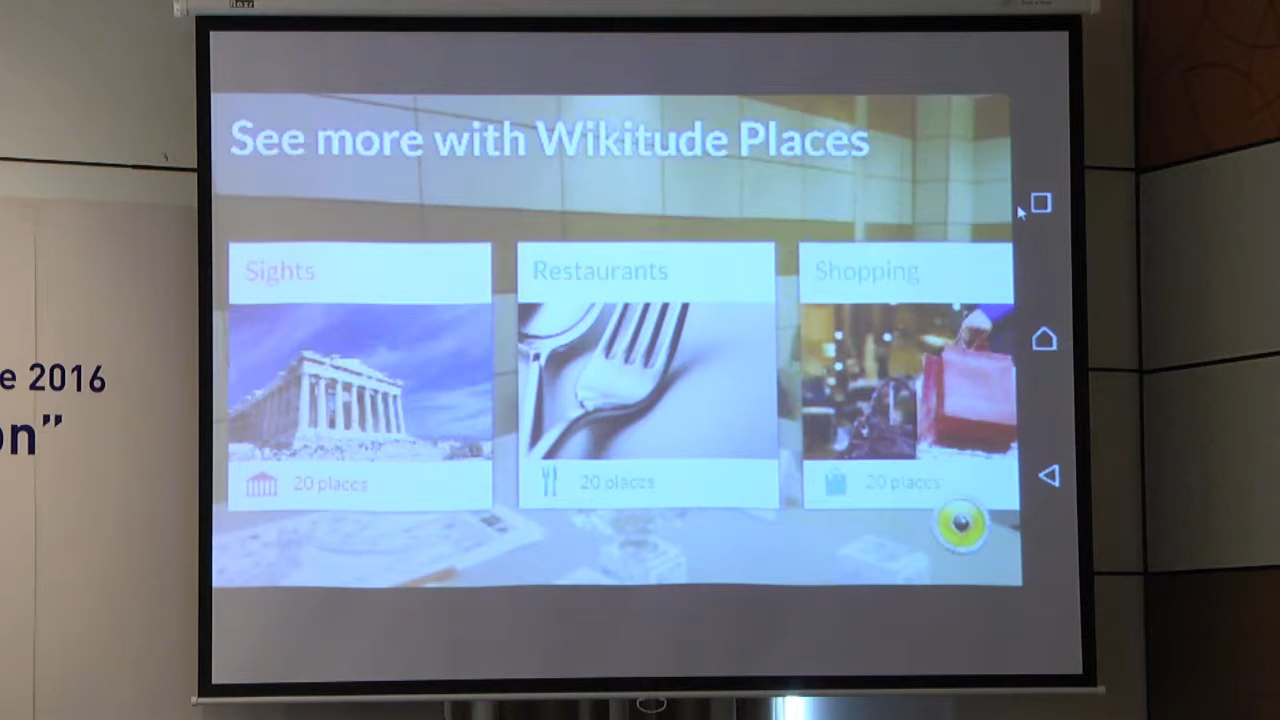 See more with Wikitude Places
Sights
Restaurants
Shopping
20 places
20 places
20 places
e 2016
on”